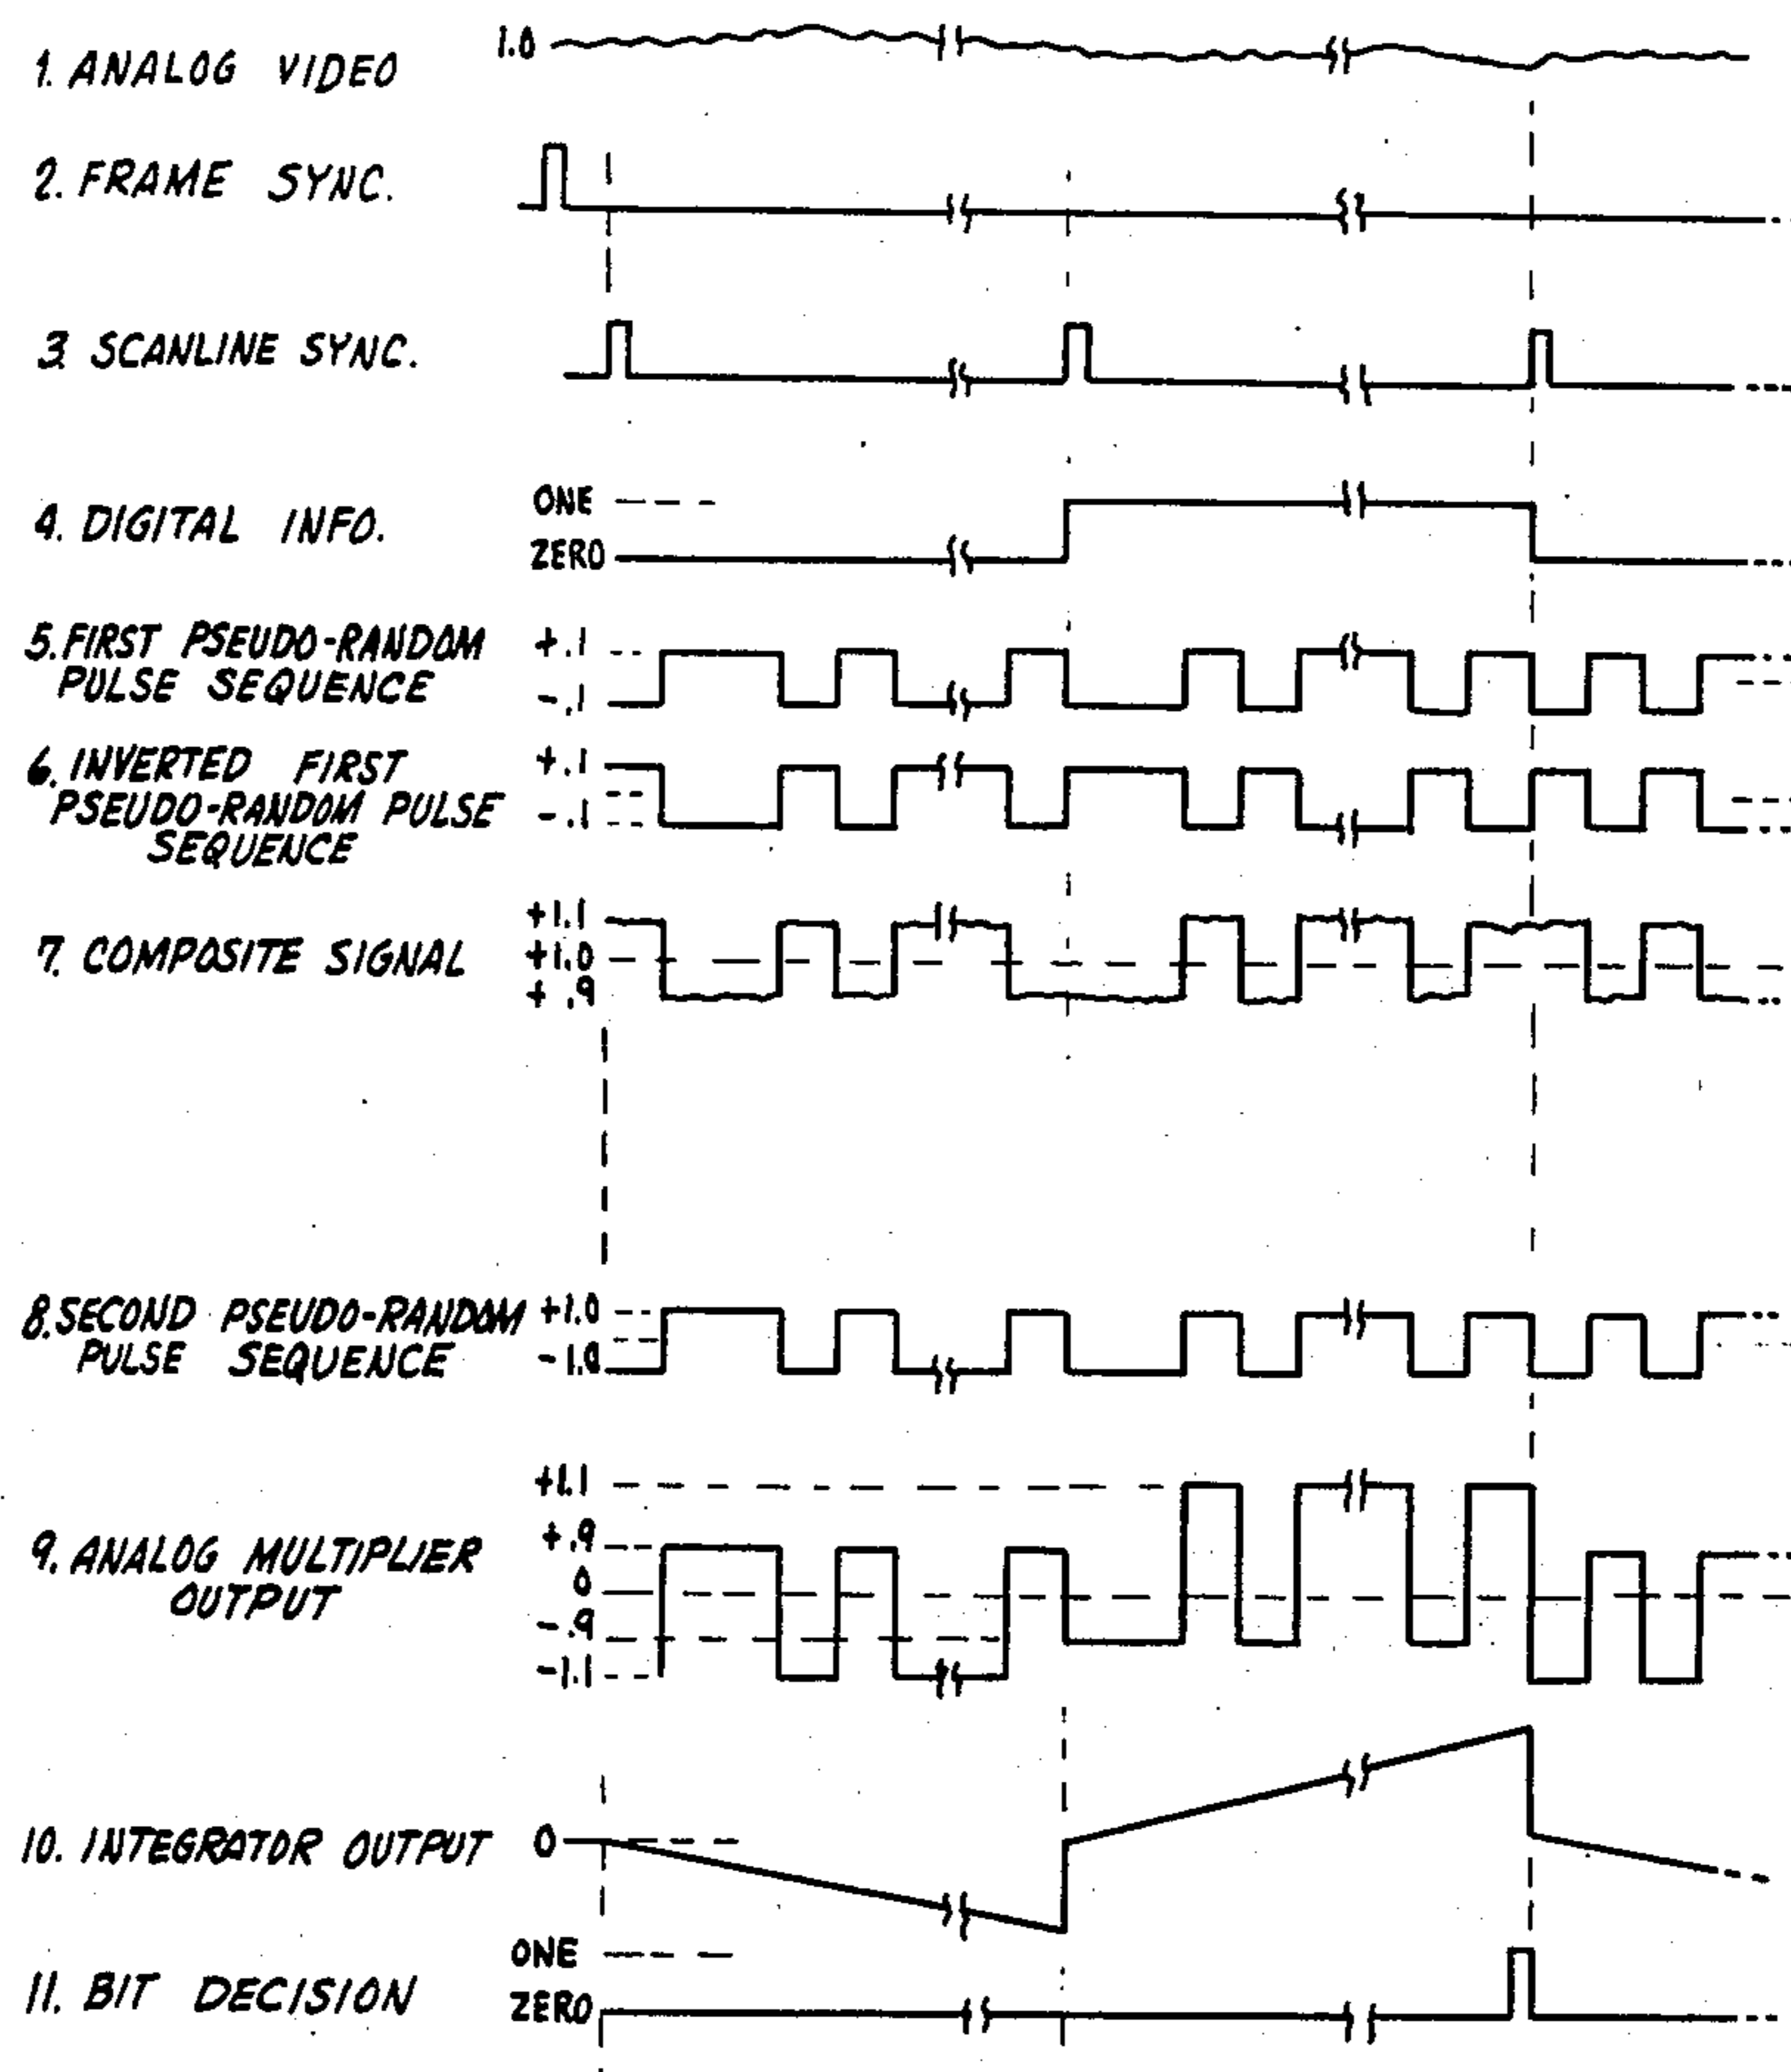 1. ANALOG VIDEO
1.0
2. FRAME SYNC.
3. SCANLINE SYNC.
4. DIGITAL INFO.
ONE
ZERO
5. FIRST PSEUDO-RANDOM
PULSE SEQUENCE
+.1
-.1
6. INVERTED FIRST
PSEUDO-RANDOM PULSE
SEQUENCE
+.1
-.1
7. COMPOSITE SIGNAL
+1.1
+1.0
+.9
8. SECOND PSEUDO-RANDOM
PULSE SEQUENCE
+1.0
-1.0
9. ANALOG MULTIPLIER
OUTPUT
+1.1
+.9
0
-.9
-1.1
10. INTEGRATOR OUTPUT
0
11. BIT DECISION
ONE
ZERO